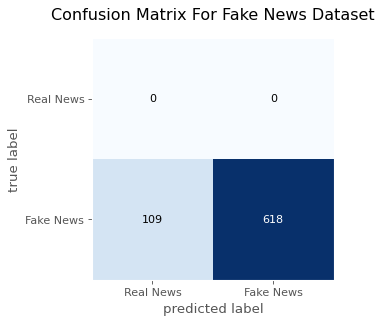 Confusion Matrix For Fake News Dataset
true label
Real News
0 0
Fake News
109 618
Real News Fake News
predicted label